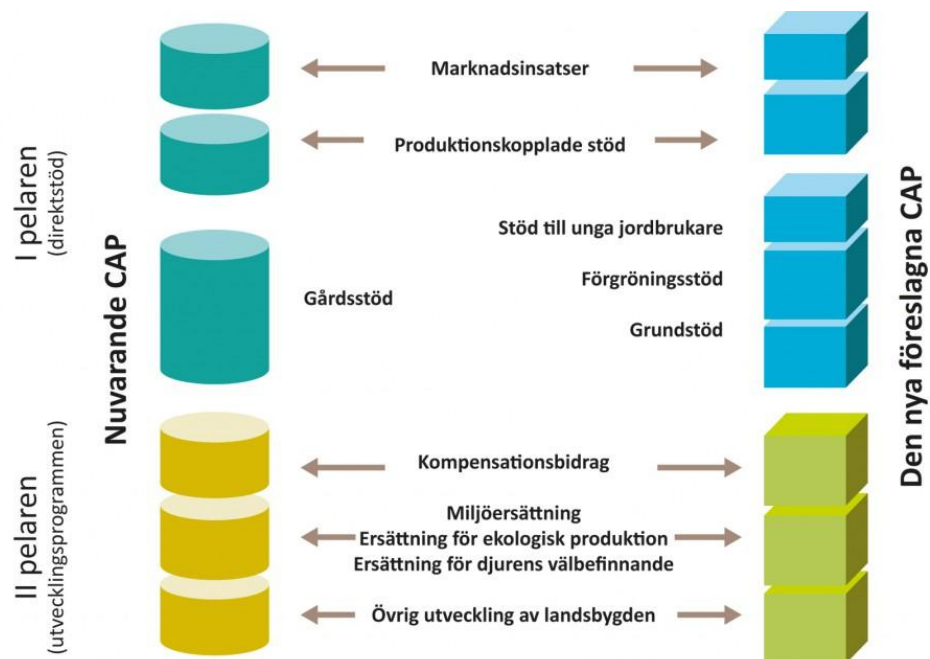 Marknadsinsatser
Produktionskopplade stöd
I pelaren
(direktstöd)
Nuvarande CAP
Den nya föreslagna CAP
Stöd till unga jordbrukare
Gårdsstöd
Förgröningsstöd
Grundstöd
II pelaren
(utvecklingsprogrammen)
Kompensationsbidrag
Miljöersättning
Ersättning för ekologisk produktion
Ersättning för djurens välbefinnande
Övrig utveckling av landsbygden